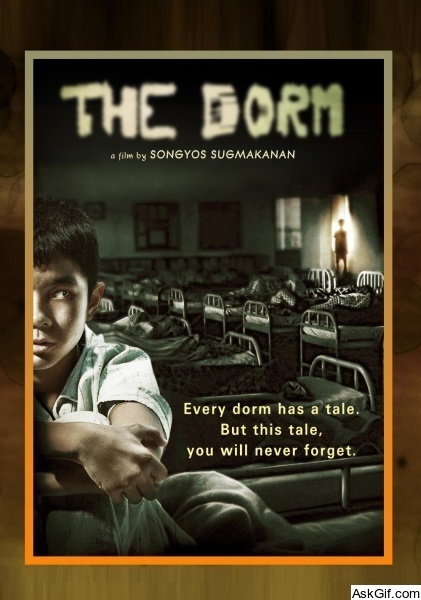 THE DORM
a film by SONGYOS SUGMAKANAN
Every dorm has a tale.
But this tale,
you will never forget.
AskGif.com